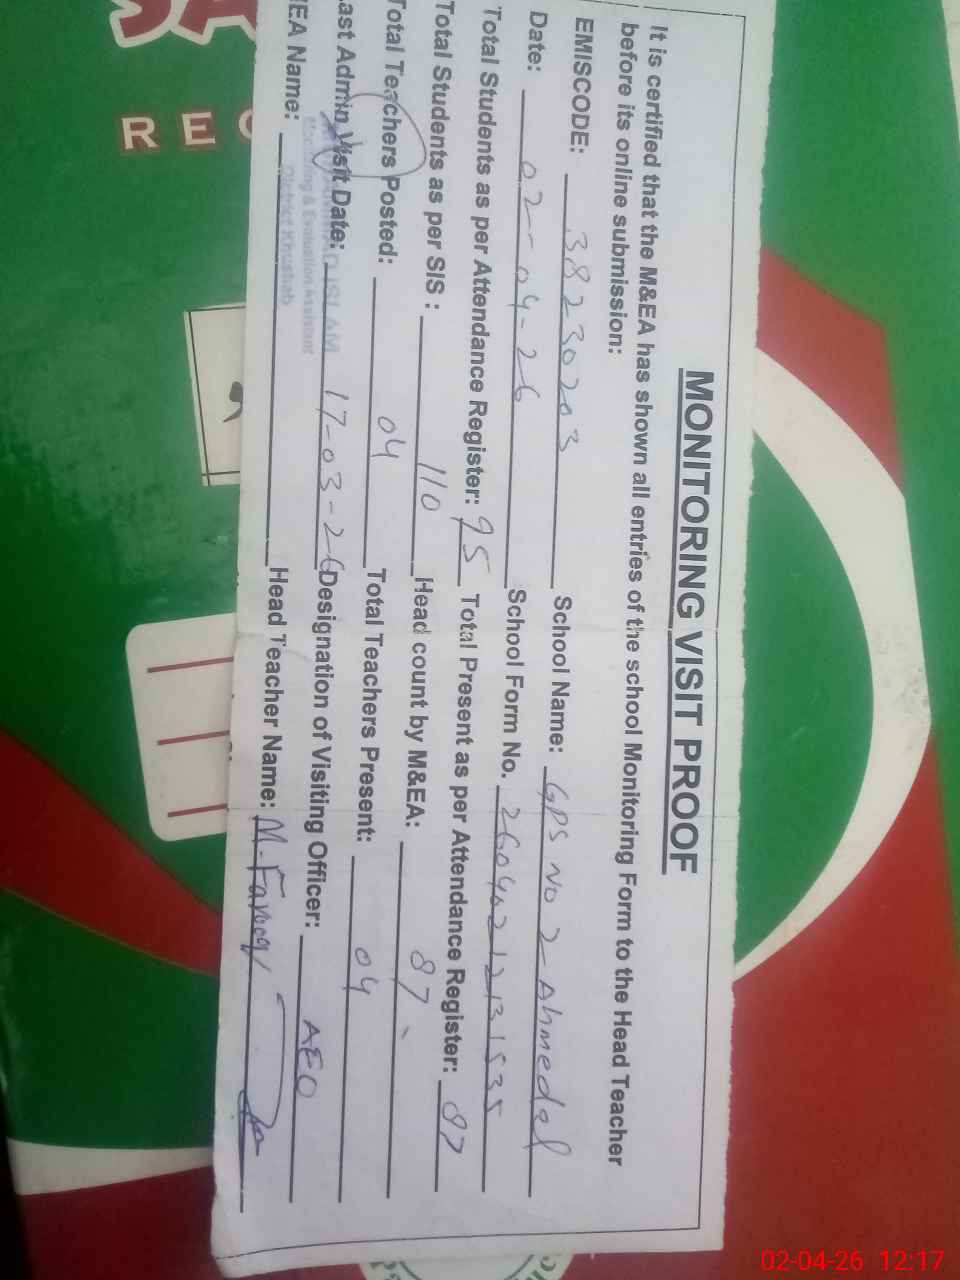 MONITORING VISIT PROOF
It is certified that the M&EA has shown all entries of the school Monitoring Form to the Head Teacher
before its online submission:
EMISCODE: 38230203 School Name: GPS No 2 Ahmedal
Date: 02-04-26 School Form No. 26040212131535
Total Students as per Attendance Register: 95 Total Present as per Attendance Register: 87
Total Students as per SIS : 110 Head count by M&EA: 87
Total Teachers Posted: 04 Total Teachers Present: 04
Last Admin Visit Date: 17-03-26 Designation of Visiting Officer: AEO
EA Name: Head Teacher Name: M. Farooq
ISLAM
Monitoring & Evaluation Assistant
District Khushab
REG
02-04-26 12:17